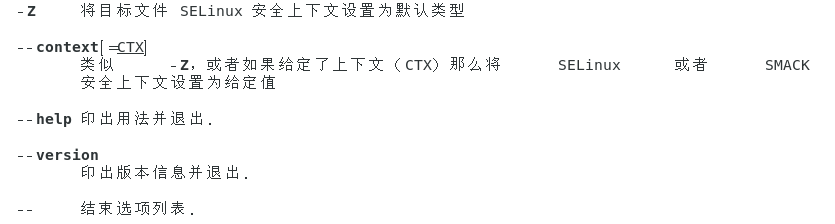 -Z 将目标文件 SELinux 安全上下文设置为默认类型
--context[=CTX]
类似 -Z，或者如果给定了上下文（CTX）那么将 SELinux 或者 SMACK
安全上下文设置为给定值
--help 印出用法并退出．
--version
印出版本信息并退出．
-- 结束选项列表．